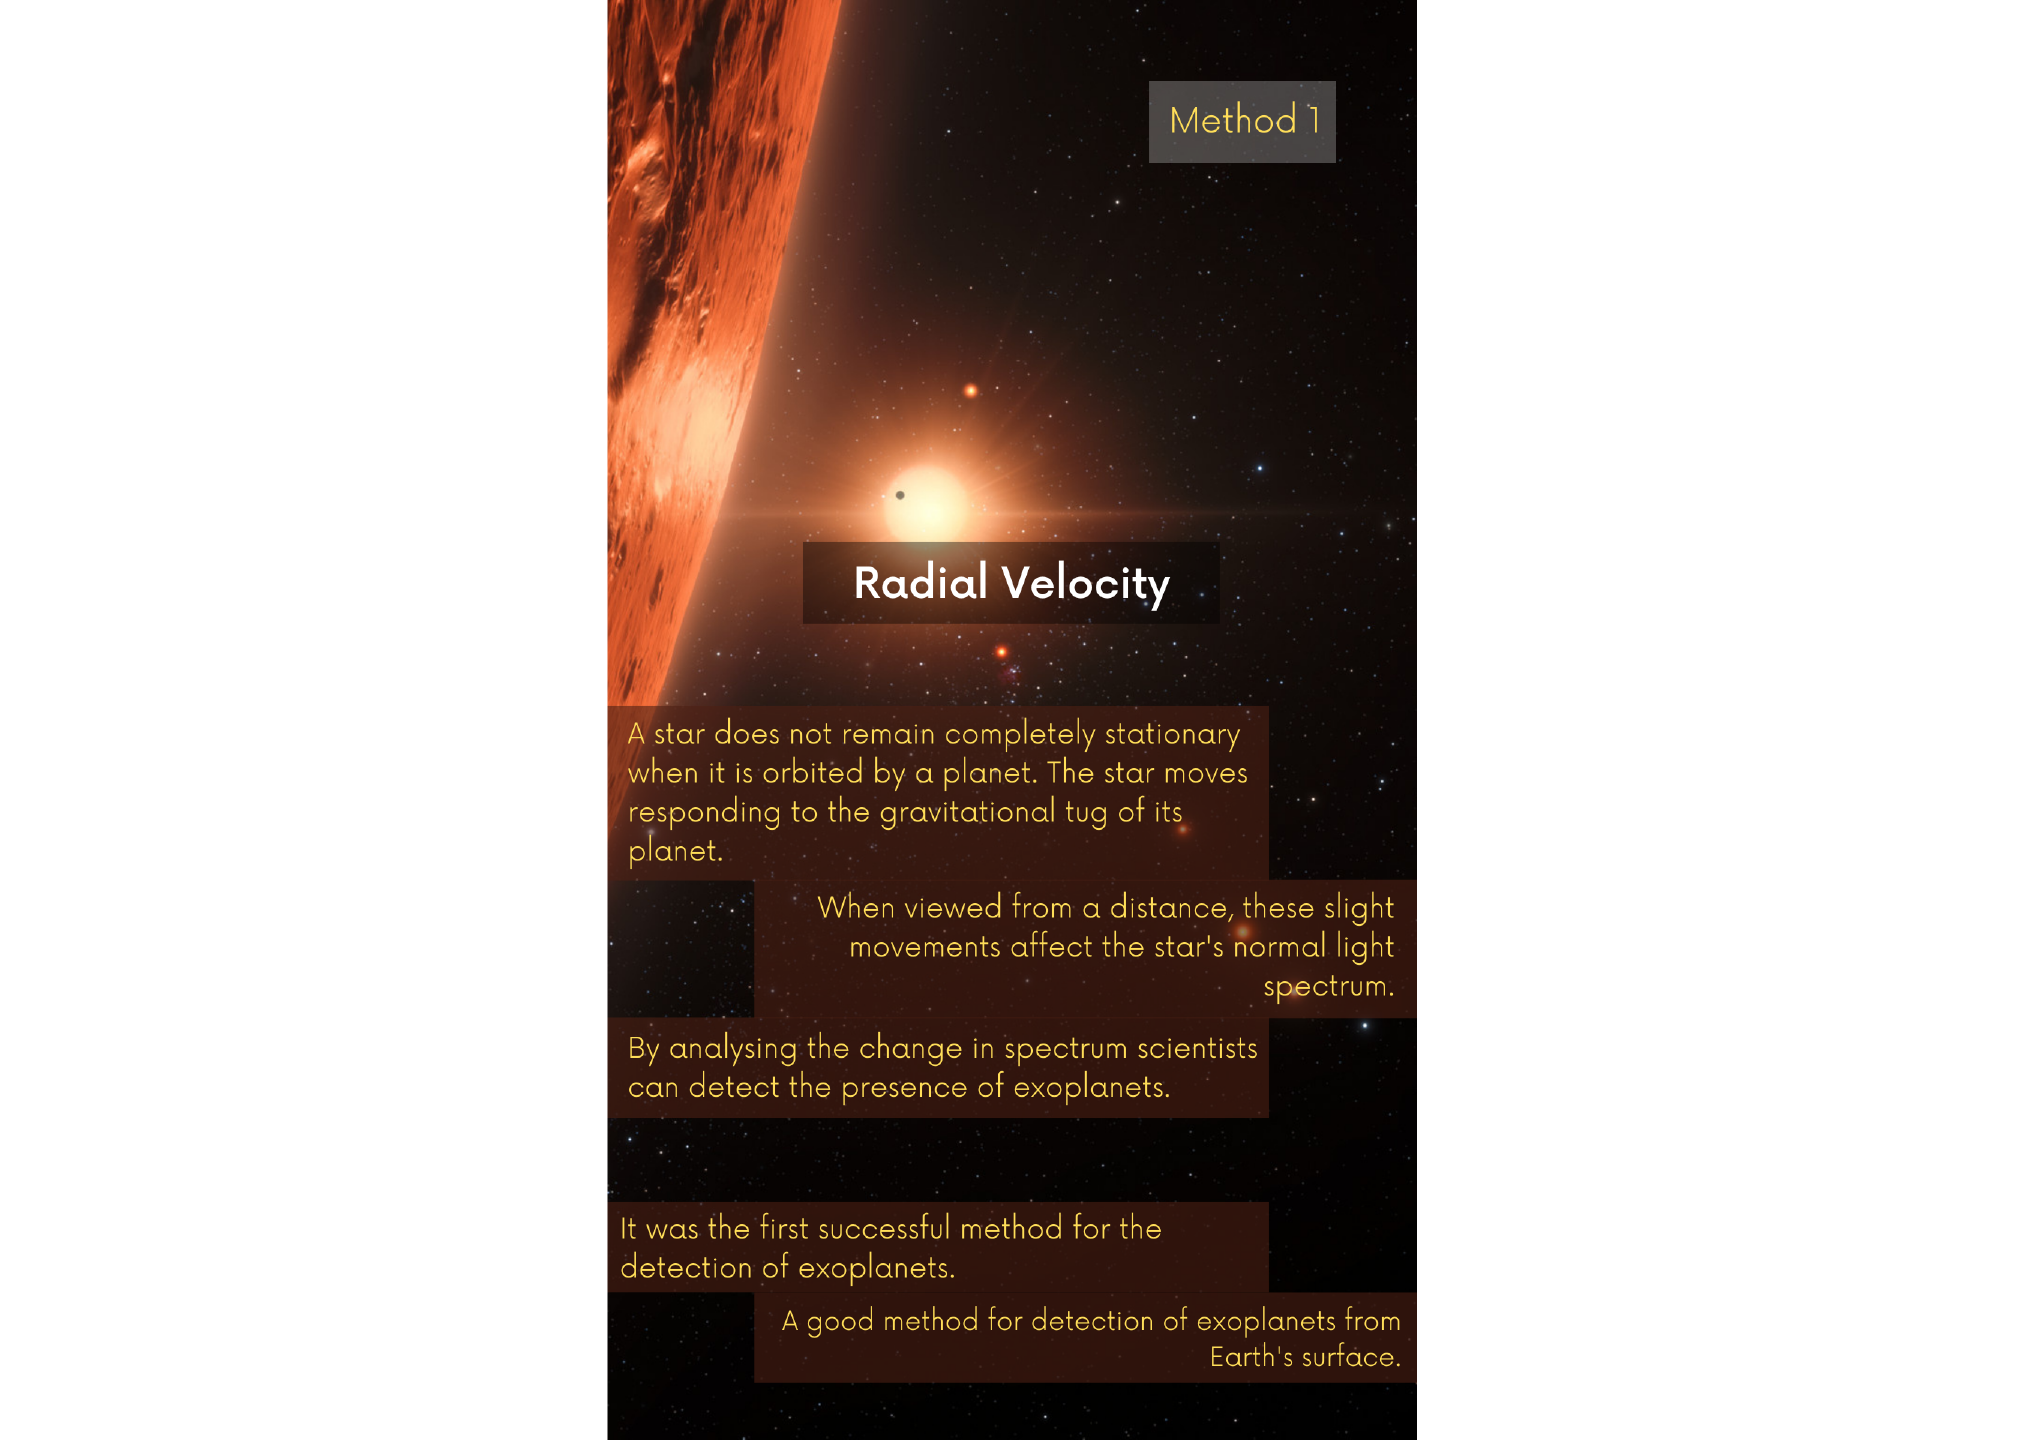 Method 1
Radial Velocity
A star does not remain completely stationary
when it is orbited by a planet. The star moves
responding to the gravitational tug of its
planet.
When viewed from a distance, these slight
movements affect the star's normal light
spectrum.
By analysing the change in spectrum scientists
can detect the presence of exoplanets.
It was the first successful method for the
detection of exoplanets.
A good method for detection of exoplanets from
Earth's surface.